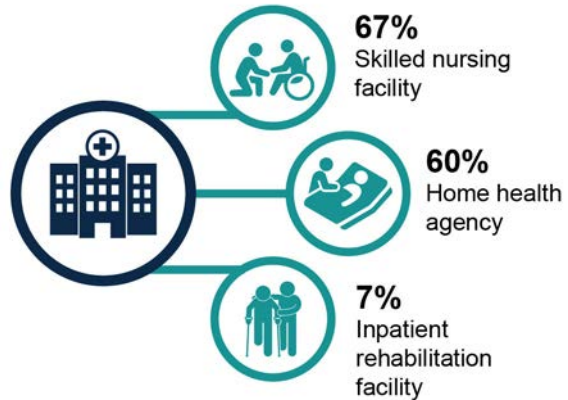 67%
Skilled nursing
facility
60%
Home health
agency
7%
Inpatient
rehabilitation
facility